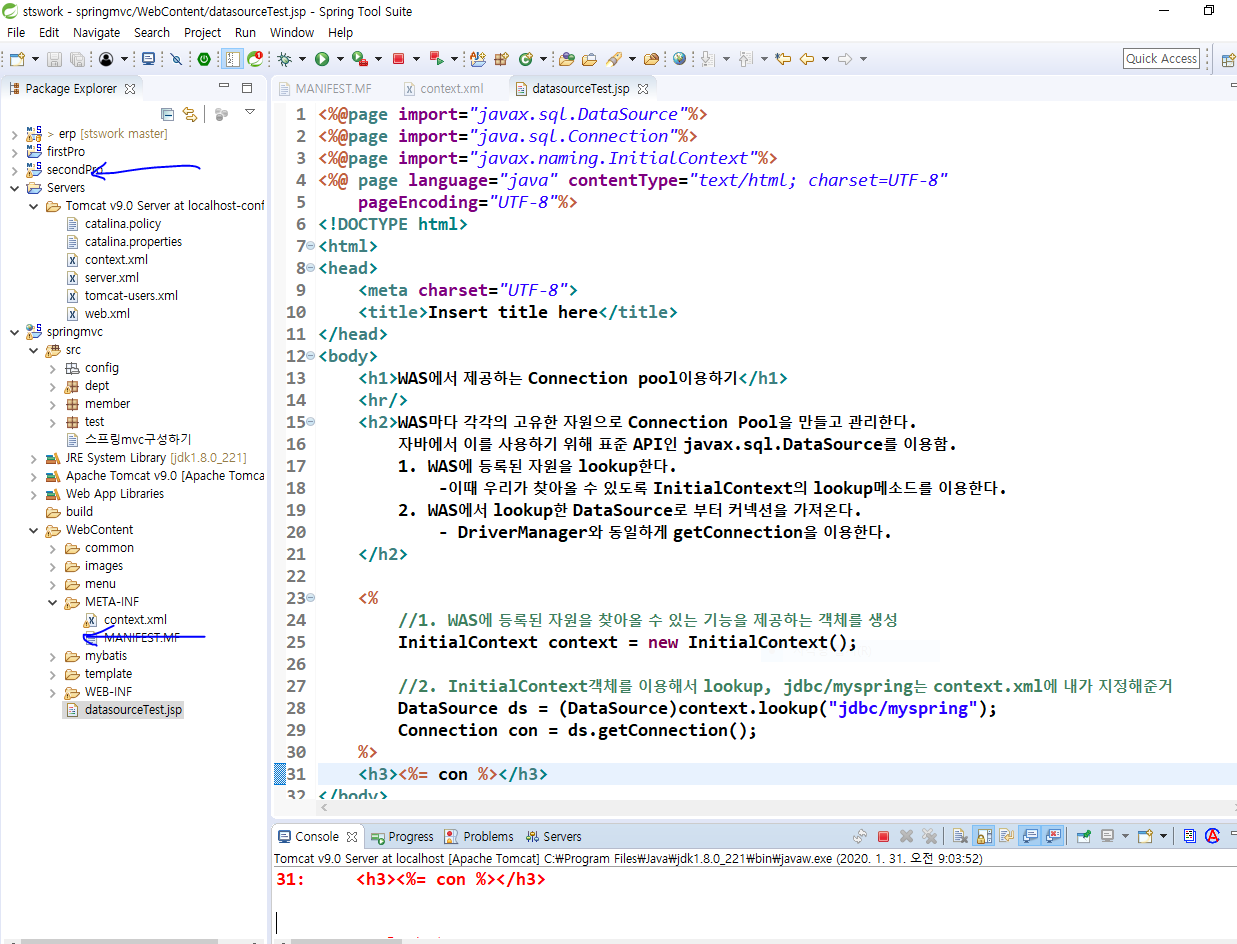 stswork - springmvc/WebContent/datasourceTest.jsp - Spring Tool Suite
File Edit Navigate Search Project Run Window Help
Quick Access
Package Explorer
> erp [stswork master]
firstPro
secondPro
Servers
Tomcat v9.0 Server at localhost-conf
catalina.policy
catalina.properties
context.xml
server.xml
tomcat-users.xml
web.xml
springmvc
src
config
dept
member
test
스프링mvc구성하기
JRE System Library [jdk1.8.0_221]
Apache Tomcat v9.0 [Apache Tomca
Web App Libraries
build
WebContent
common
images
menu
META-INF
context.xml
MANIFEST.MF
mybatis
template
WEB-INF
datasourceTest.jsp
MANIFEST.MF context.xml datasourceTest.jsp
1 <%@page import="javax.sql.DataSource"%>
2 <%@page import="java.sql.Connection"%>
3 <%@page import="javax.naming.InitialContext"%>
4 <%@ page language="java" contentType="text/html; charset=UTF-8"
5 pageEncoding="UTF-8"%>
6 <!DOCTYPE html>
7 <html>
8 <head>
9 <meta charset="UTF-8">
10 <title>Insert title here</title>
11 </head>
12 <body>
13 <h1>WAS에서 제공하는 Connection pool이용하기</h1>
14 <hr/>
15 <h2>WAS마다 각각의 고유한 자원으로 Connection Pool을 만들고 관리한다.
16 자바에서 이를 사용하기 위해 표준 API인 javax.sql.DataSource를 이용함.
17 1. WAS에 등록된 자원을 lookup한다.
18 -이때 우리가 찾아올 수 있도록 InitialContext의 lookup메소드를 이용한다.
19 2. WAS에서 lookup한 DataSource로 부터 커넥션을 가져온다.
20 - DriverManager와 동일하게 getConnection을 이용한다.
21 </h2>
22
23 <%
24 //1. WAS에 등록된 자원을 찾아올 수 있는 기능을 제공하는 객체를 생성
25 InitialContext context = new InitialContext();
26
27 //2. InitialContext객체를 이용해서 lookup, jdbc/myspring는 context.xml에 내가 지정해준거
28 DataSource ds = (DataSource)context.lookup("jdbc/myspring");
29 Connection con = ds.getConnection();
30 %>
31 <h3><%= con %></h3>
32 </body>
Console Progress Problems Servers
Tomcat v9.0 Server at localhost [Apache Tomcat] C:₩Program Files₩Java₩jdk1.8.0_221₩bin₩javaw.exe (2020. 1. 31. 오전 9:03:52)
31: <h3><%= con %></h3>